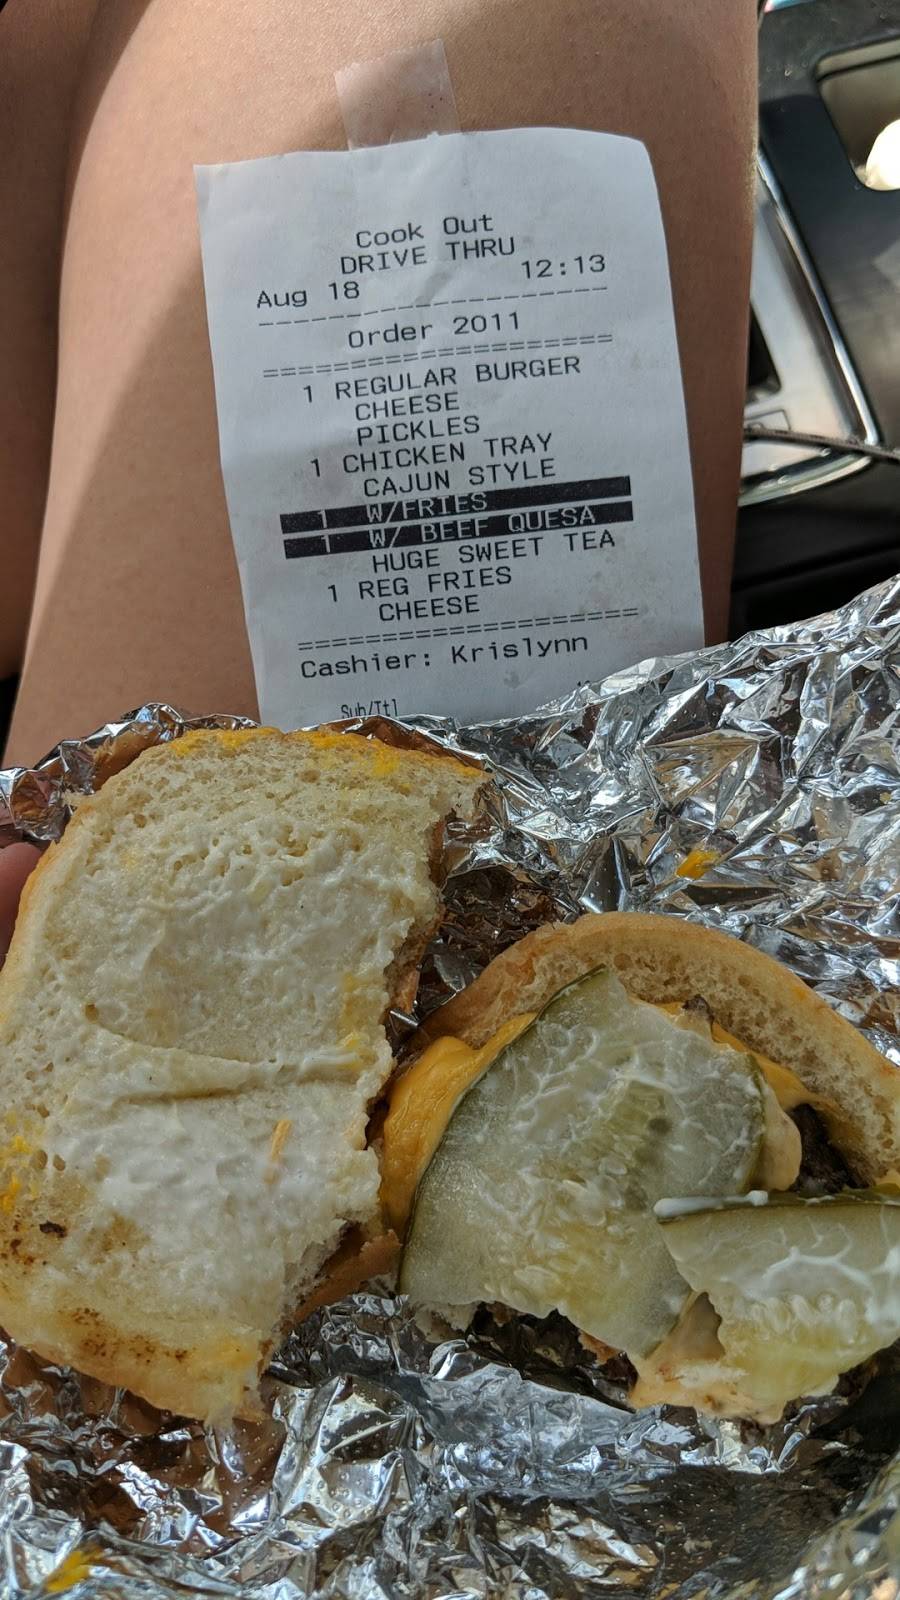 Cook Out
DRIVE THRU
Aug 18 12:13
--------------------
Order 2011
====================
1 REGULAR BURGER
CHEESE
PICKLES
1 CHICKEN TRAY
CAJUN STYLE
1 W/FRIES
1 W/ BEEF QUESA
HUGE SWEET TEA
1 REG FRIES
CHEESE
====================
Cashier: Krislynn
Sub/Ttl